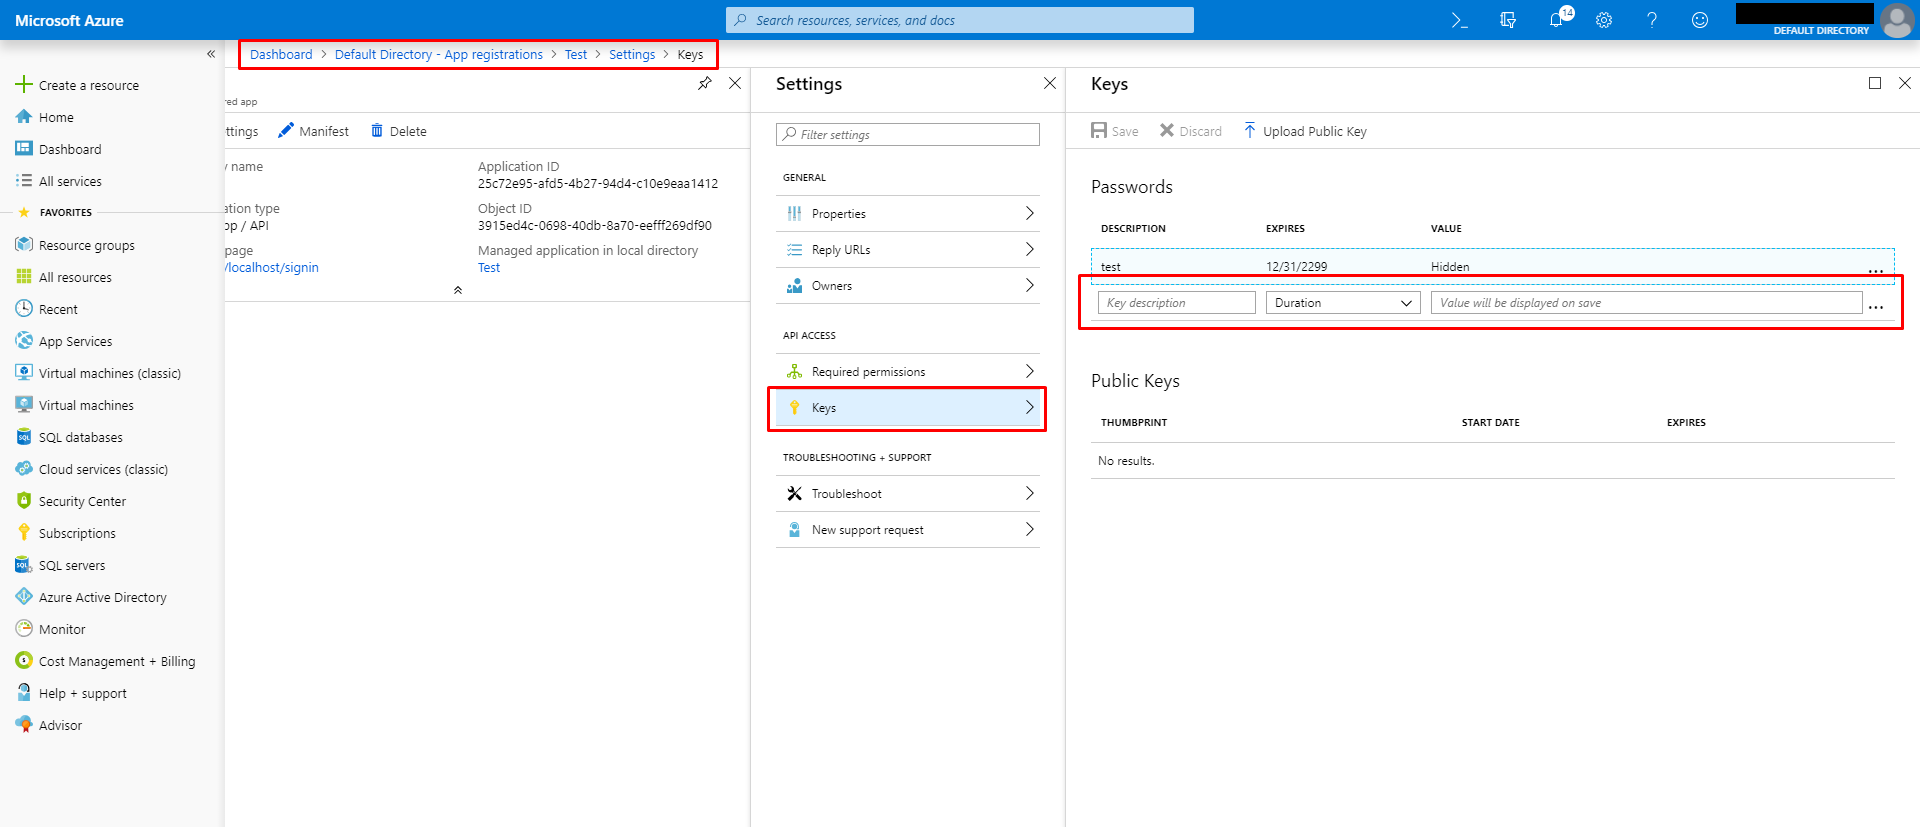 Microsoft Azure
Search resources, services, and docs
14
DEFAULT DIRECTORY
«
Dashboard > Default Directory - App registrations > Test > Settings > Keys
Create a resource
Home
Dashboard
All services
FAVORITES
Resource groups
All resources
Recent
App Services
Virtual machines (classic)
Virtual machines
SQL databases
Cloud services (classic)
Security Center
Subscriptions
SQL servers
Azure Active Directory
Monitor
Cost Management + Billing
Help + support
Advisor
red app
ttings
Manifest
Delete
y name
Application ID
25c72e95-afd5-4b27-94d4-c10e9eaa1412
ation type
Object ID
pp / API
3915ed4c-0698-40db-8a70-eefff269df90
page
Managed application in local directory
/localhost/signin
Test
Settings
Filter settings
GENERAL
Properties
Reply URLs
Owners
API ACCESS
Required permissions
Keys
TROUBLESHOOTING + SUPPORT
Troubleshoot
New support request
Keys
Save
Discard
Upload Public Key
Passwords
DESCRIPTION EXPIRES VALUE
test 12/31/2299 Hidden ...
Key description Duration Value will be displayed on save ...
Public Keys
THUMBPRINT START DATE EXPIRES
No results.